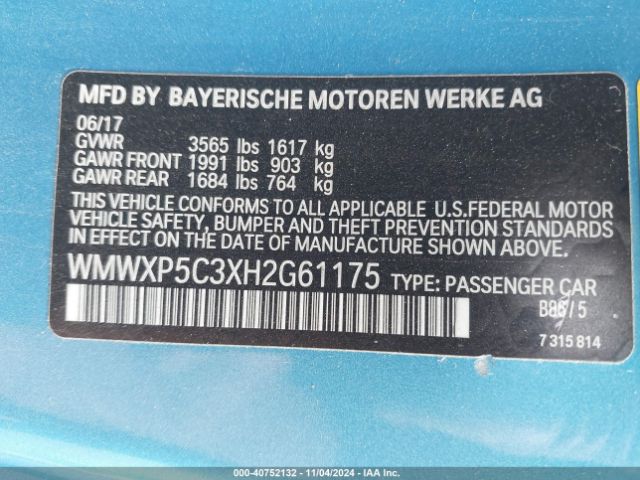 MFD BY BAYERISCHE MOTOREN WERKE AG
06/17
GVWR 3565 lbs 1617 kg
GAWR FRONT 1991 lbs 903 kg
GAWR REAR 1684 lbs 764 kg
THIS VEHICLE CONFORMS TO ALL APPLICABLE U.S.FEDERAL MOTOR
VEHICLE SAFETY, BUMPER AND THEFT PREVENTION STANDARDS
IN EFFECT ON THE DATE OF MANUFACTURE SHOWN ABOVE.
WMWXP5C3XH2G61175 TYPE: PASSENGER CAR
7 315 814
000-40752132 - 11/04/2024 - IAA Inc.